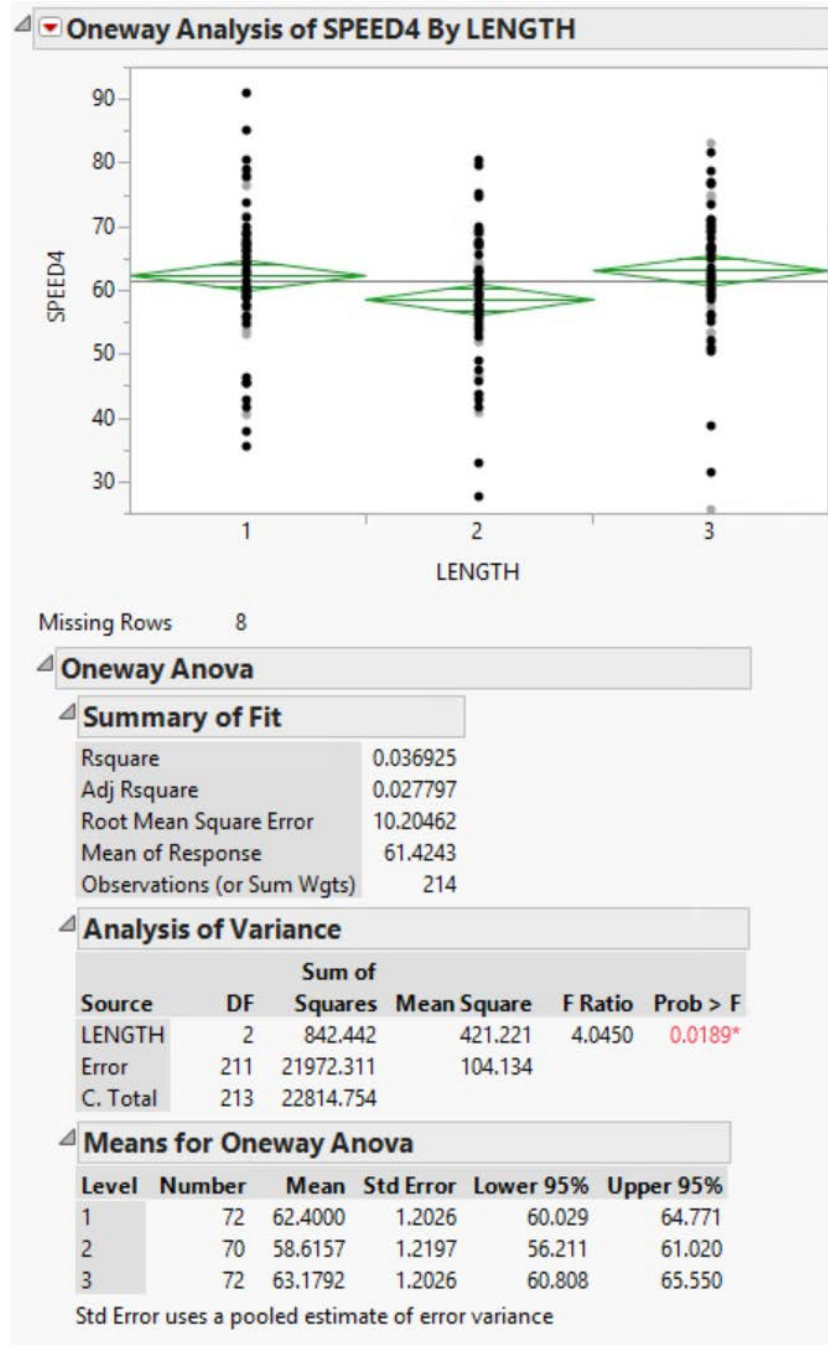 Oneway Analysis of SPEED4 By LENGTH
90
80
70
60
50
40
30
SPEED4
1 2 3
LENGTH
Missing Rows 8
Oneway Anova
Summary of Fit
Rsquare 0.036925
Adj Rsquare 0.027797
Root Mean Square Error 10.20462
Mean of Response 61.4243
Observations (or Sum Wgts) 214
Analysis of Variance
Sum of
Source DF Squares Mean Square F Ratio Prob > F
LENGTH 2 842.442 421.221 4.0450 0.0189*
Error 211 21972.311 104.134
C. Total 213 22814.754
Means for Oneway Anova
Level Number Mean Std Error Lower 95% Upper 95%
1 72 62.4000 1.2026 60.029 64.771
2 70 58.6157 1.2197 56.211 61.020
3 72 63.1792 1.2026 60.808 65.550
Std Error uses a pooled estimate of error variance